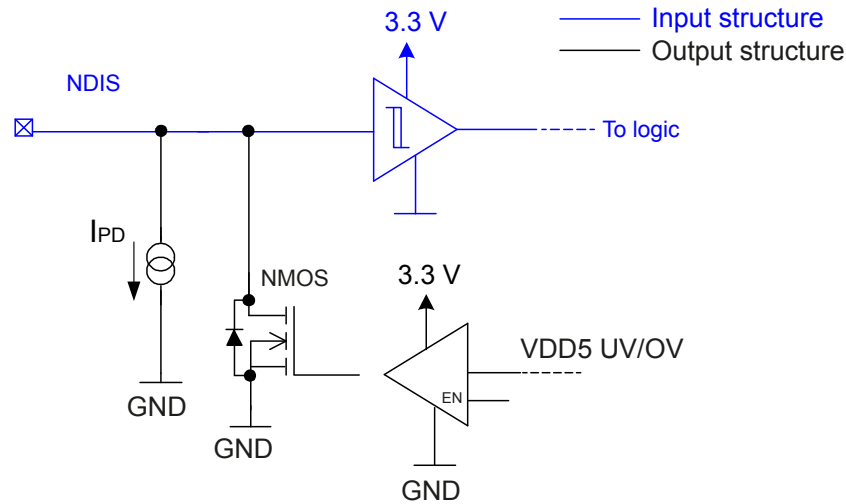 3.3 V
Input structure
Output structure
NDIS
To logic
IPD
NMOS
3.3 V
VDD5 UV/OV
EN
GND
GND
GND